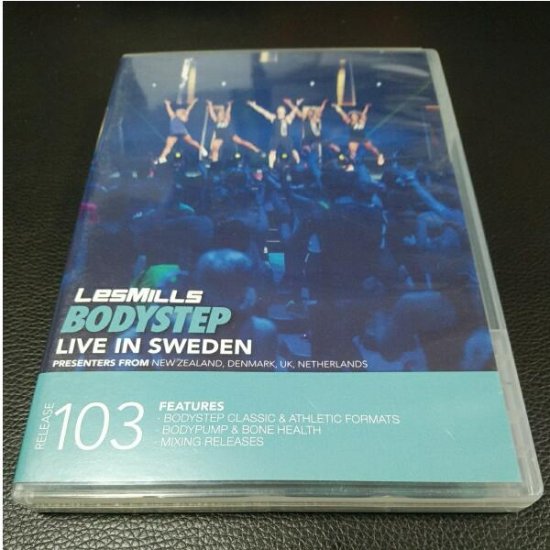 LESMILLS
BODYSTEP
LIVE IN SWEDEN
PRESENTERS FROM NEW ZEALAND, DENMARK, UK, NETHERLANDS
RELEASE 103
FEATURES
- BODYSTEP CLASSIC & ATHLETIC FORMATS
- BODYPUMP & BONE HEALTH
- MIXING RELEASES